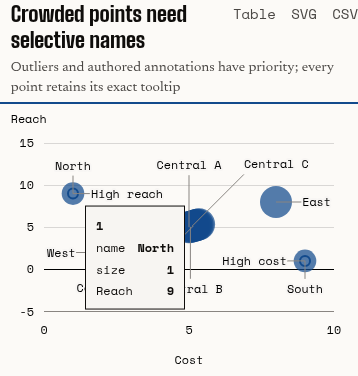 Crowded points need
selective names
Table SVG CSV
Outliers and authored annotations have priority; every
point retains its exact tooltip
Reach
15
North
Central A
Central C
10
High reach
East
1
name North
5
size 1
West
High cost
0
Reach 9
ral B
South
-5
0
5
10
Cost